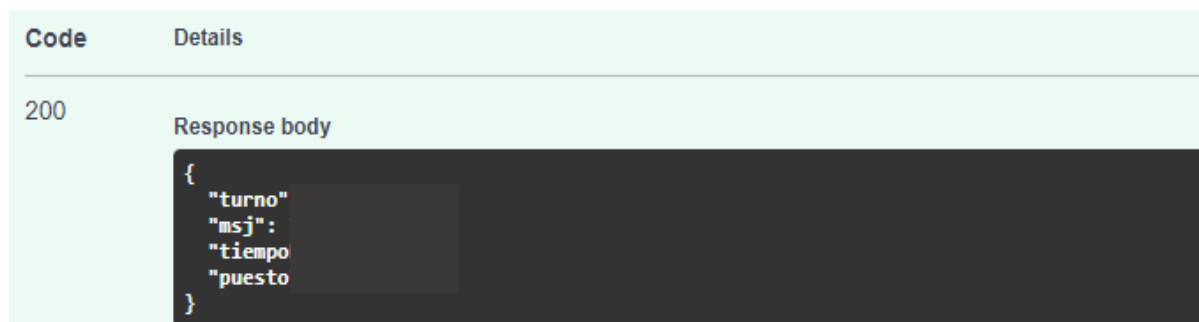 Code Details
200
Response body
{
"turno"
"msj":
"tiempo
"puesto
}